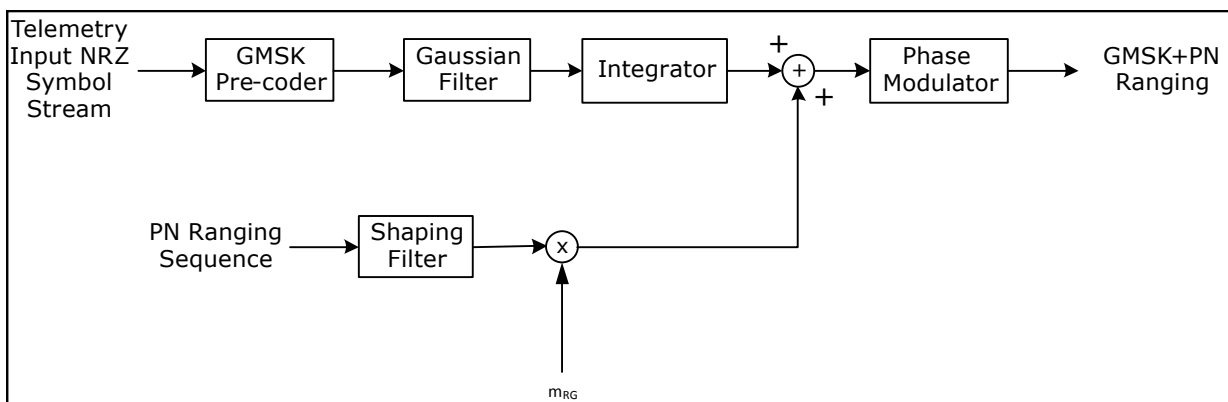 Telemetry
Input NRZ
Symbol
Stream
GMSK
Pre-coder
Gaussian
Filter
Integrator
+
+
+
Phase
Modulator
GMSK+PN
Ranging
PN Ranging
Sequence
Shaping
Filter
x
mRG